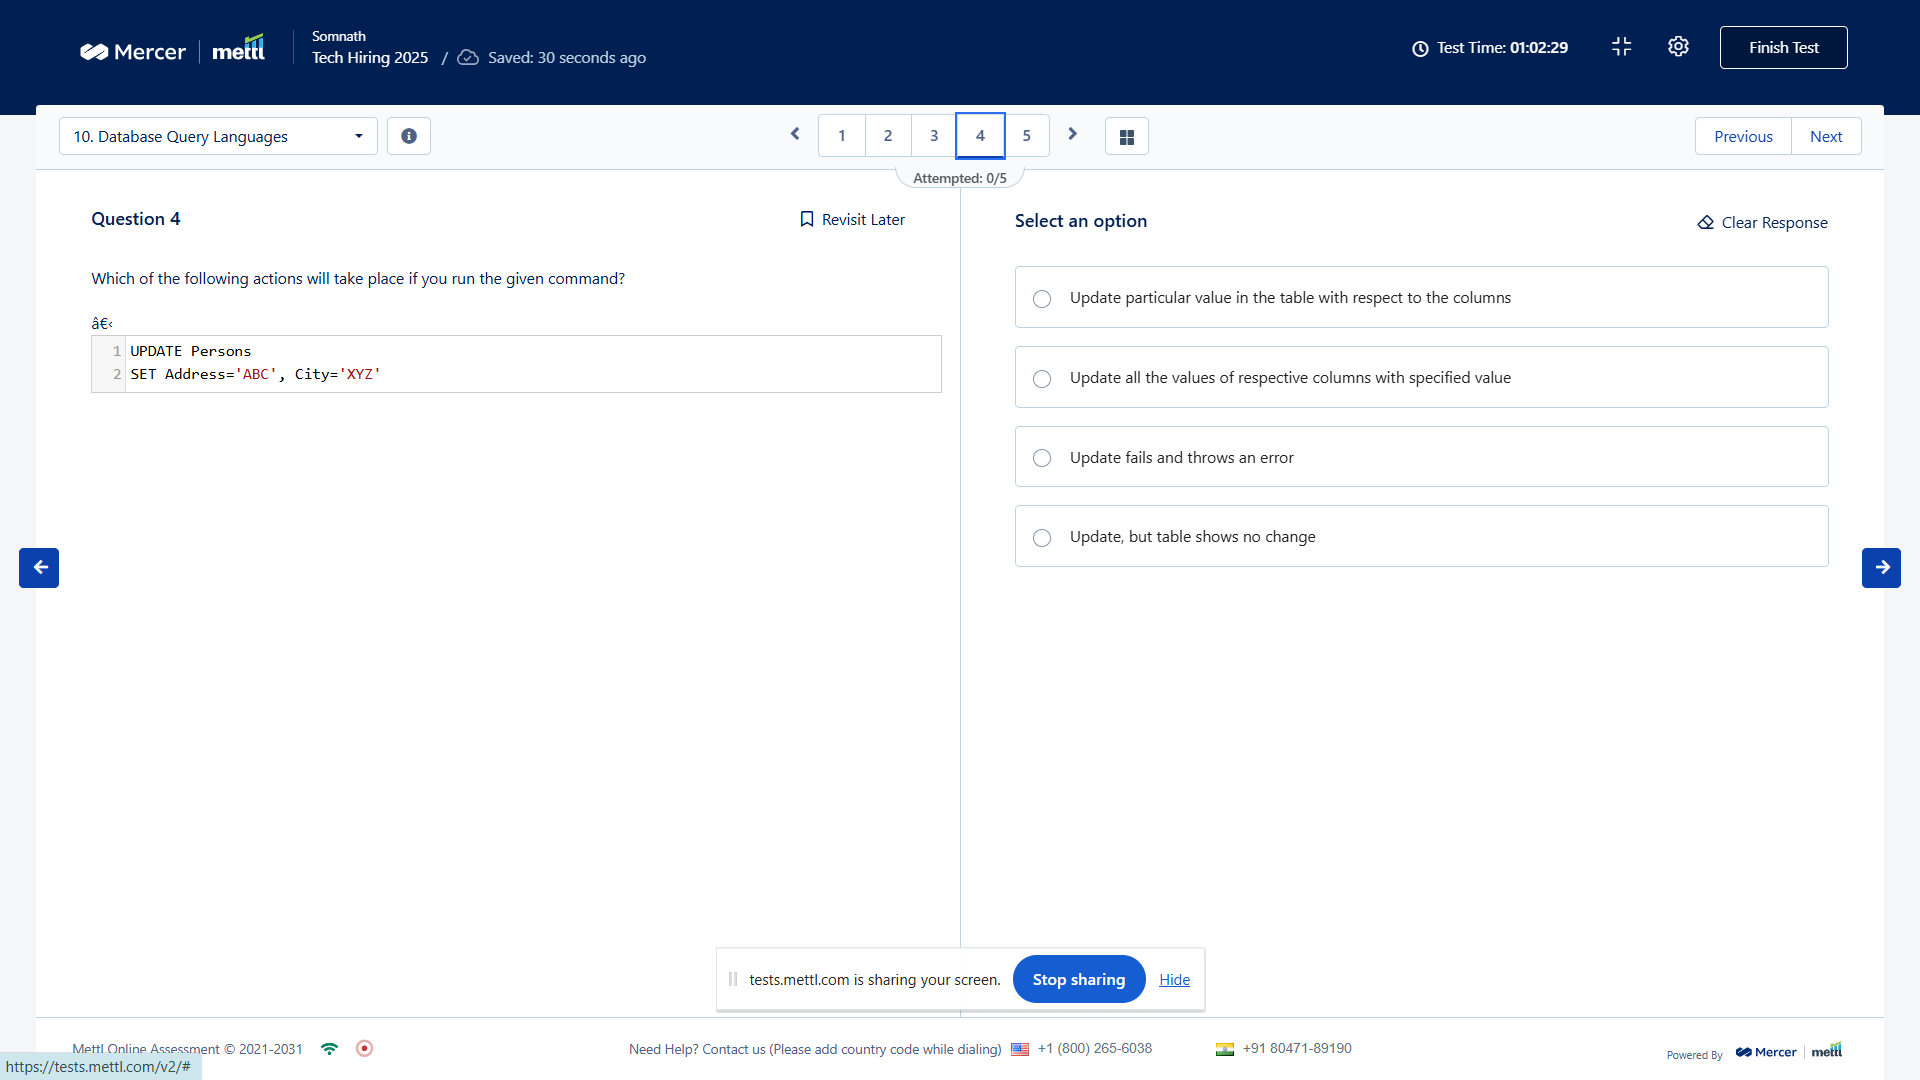 Mercer
mettl
Somnath
Tech Hiring 2025 / Saved: 30 seconds ago
Test Time: 01:02:29
Finish Test
10. Database Query Languages
1 2 3 4 5
Previous
Next
Attempted: 0/5
Question 4
Revisit Later
Which of the following actions will take place if you run the given command?
â€‹
1 UPDATE Persons
2 SET Address='ABC', City='XYZ'
Select an option
Clear Response
Update particular value in the table with respect to the columns
Update all the values of respective columns with specified value
Update fails and throws an error
Update, but table shows no change
tests.mettl.com is sharing your screen.
Stop sharing
Hide
Mettl Online Assessment © 2021-2031
Need Help? Contact us (Please add country code while dialing) +1 (800) 265-6038 +91 80471-89190
Powered By Mercer mettl
https://tests.mettl.com/v2/#